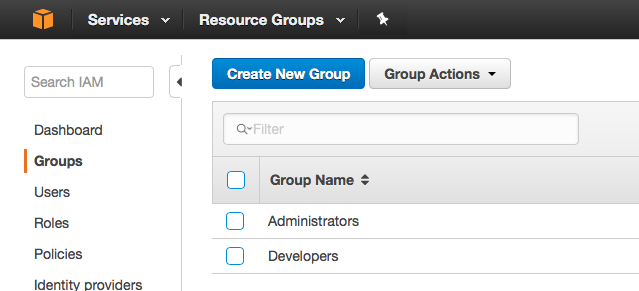 Services Resource Groups
Search IAM
Create New Group Group Actions
Dashboard
Filter
Groups
Group Name
Users
Roles
Administrators
Policies
Developers
Identity providers